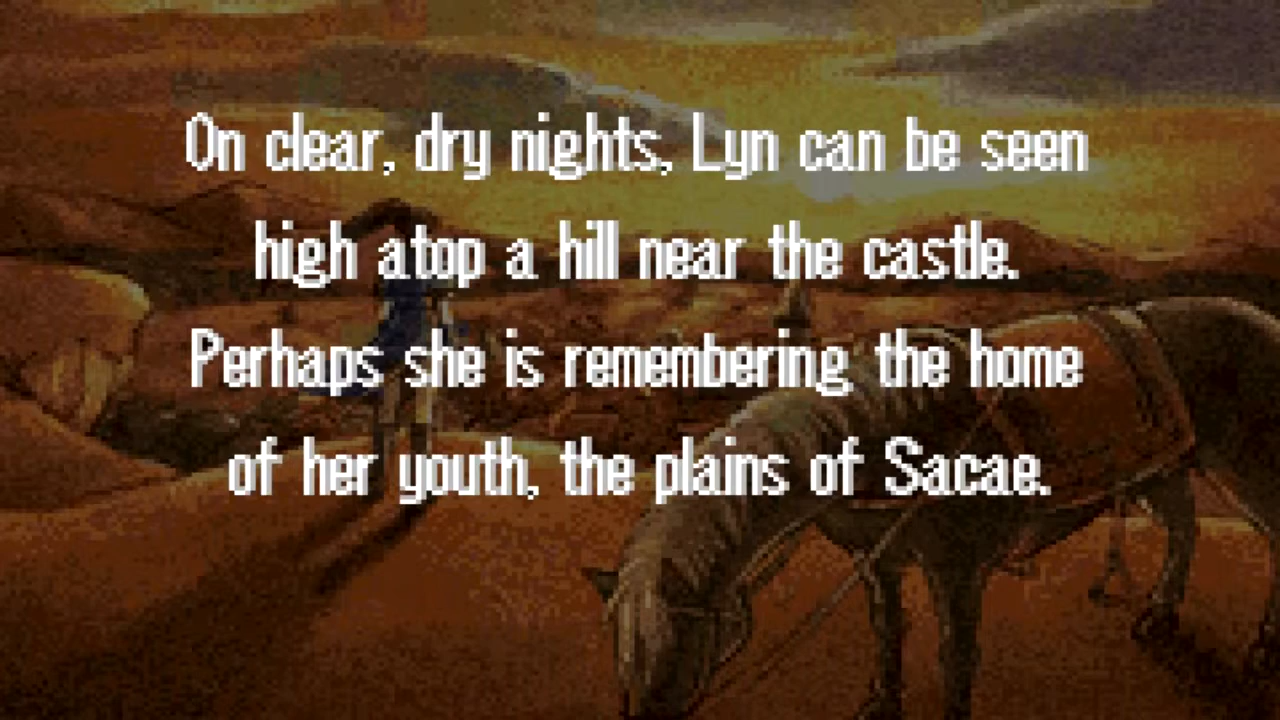 On clear, dry nights, Lyn can be seen
high atop a hill near the castle.
Perhaps she is remembering the home
of her youth, the plains of Sacae.